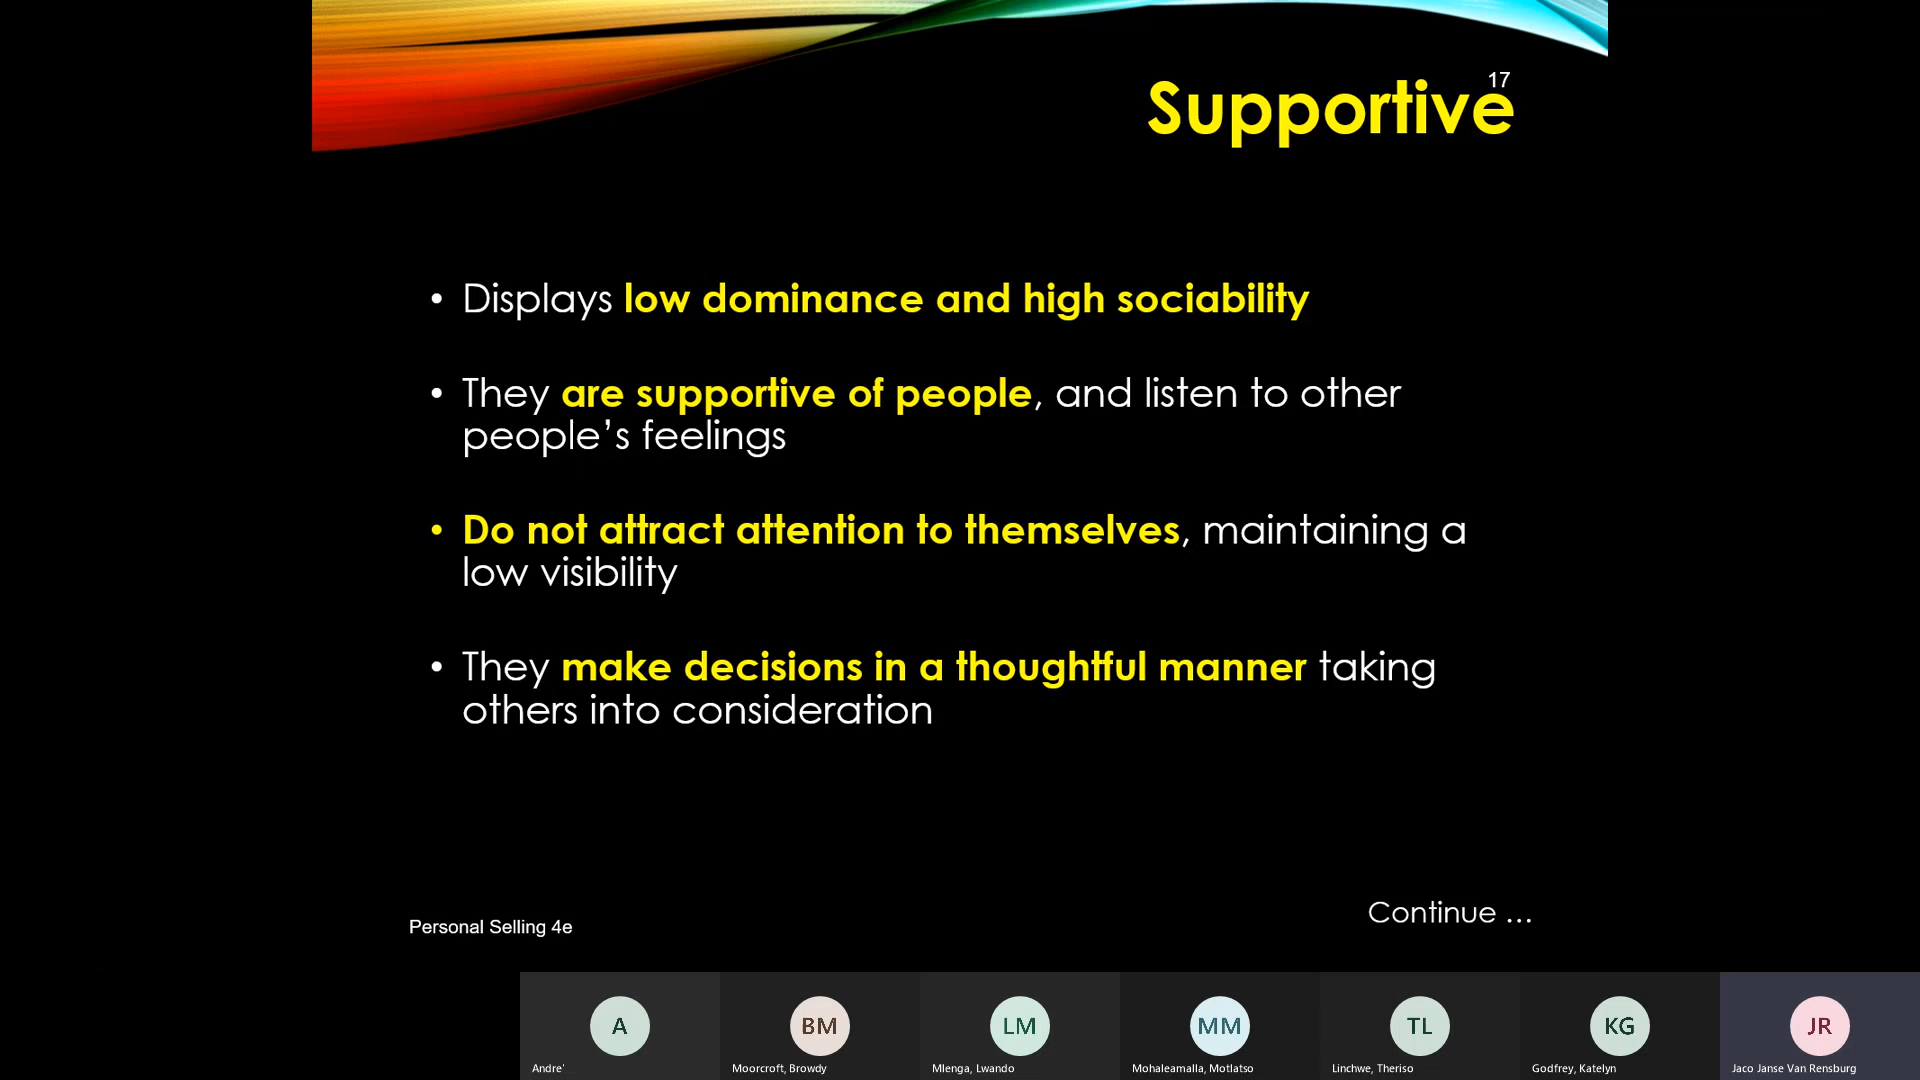 17
Supportive
• Displays low dominance and high sociability
• They are supportive of people, and listen to other
people’s feelings
• Do not attract attention to themselves, maintaining a
low visibility
• They make decisions in a thoughtful manner taking
others into consideration
Continue …
Personal Selling 4e
A BM LM MM TL KG JR
Andre' Moorcroft, Browdy Mlenga, Lwando Mohaleamalla, Motlatso Linchwe, Theriso Godfrey, Katelyn Jaco Janse Van Rensburg